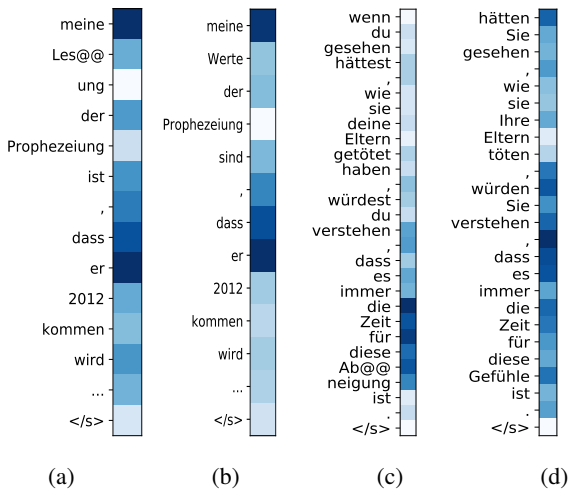 meine
Les@@
ung
der
Prophezeiung
ist
,
dass
er
2012
kommen
wird
...
</s>
(a)
meine
Werte
der
Prophezeiung
sind
,
dass
er
2012
kommen
wird
...
</s>
(b)
wenn
du
gesehen
hättest
,
wie
sie
deine
Eltern
getötet
haben
,
würdest
du
verstehen
,
dass
es
immer
die
Zeit
für
diese
Ab@@
neigung
ist
.
</s>
(c)
hätten
Sie
gesehen
,
wie
sie
Ihre
Eltern
töten
,
würden
Sie
verstehen
,
dass
es
immer
die
Zeit
für
diese
Gefühle
ist
.
</s>
(d)